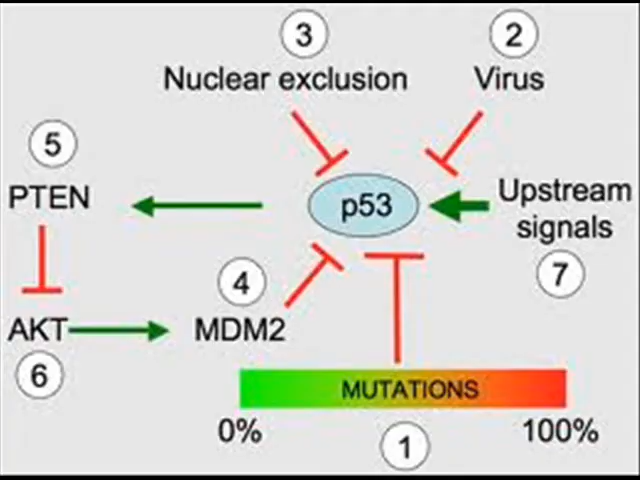 3
2
Nuclear exclusion
Virus
5
PTEN
p53
Upstream
signals
4
7
AKT
MDM2
6
MUTATIONS
0%
100%
1